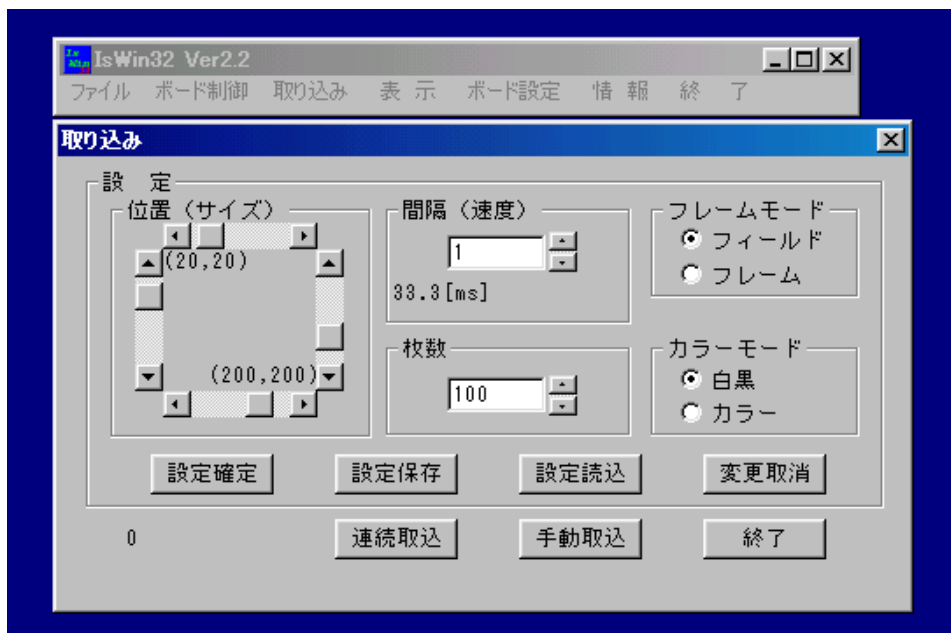 IsWin32 Ver2.2
ファイル ボード制御 取り込み 表 示 ボード設定 情 報 終 了
取り込み
設 定
位置（サイズ）
(20,20)
(200,200)
間隔（速度）
1
33.3[ms]
枚数
100
フレームモード
フィールド
フレーム
カラーモード
白黒
カラー
設定確定 設定保存 設定読込 変更取消
0 連続取込 手動取込 終了